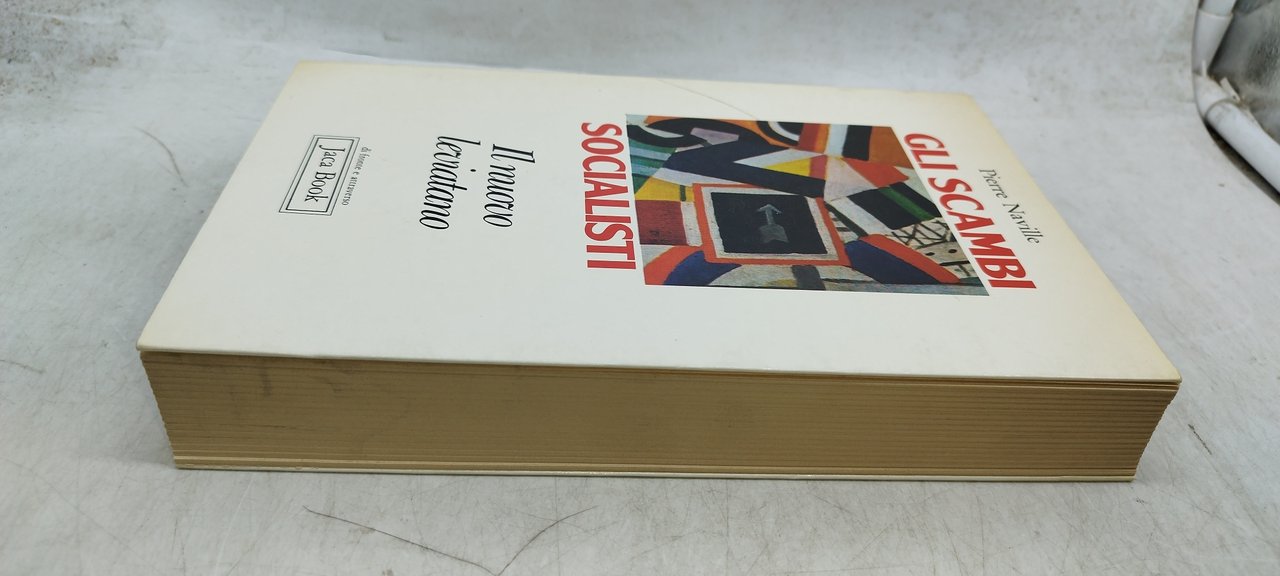 Pierre Naville
GLI SCAMBI
SOCIALISTI
Il nuovo
leviatano
di fronte e attraverso
Jaca Book